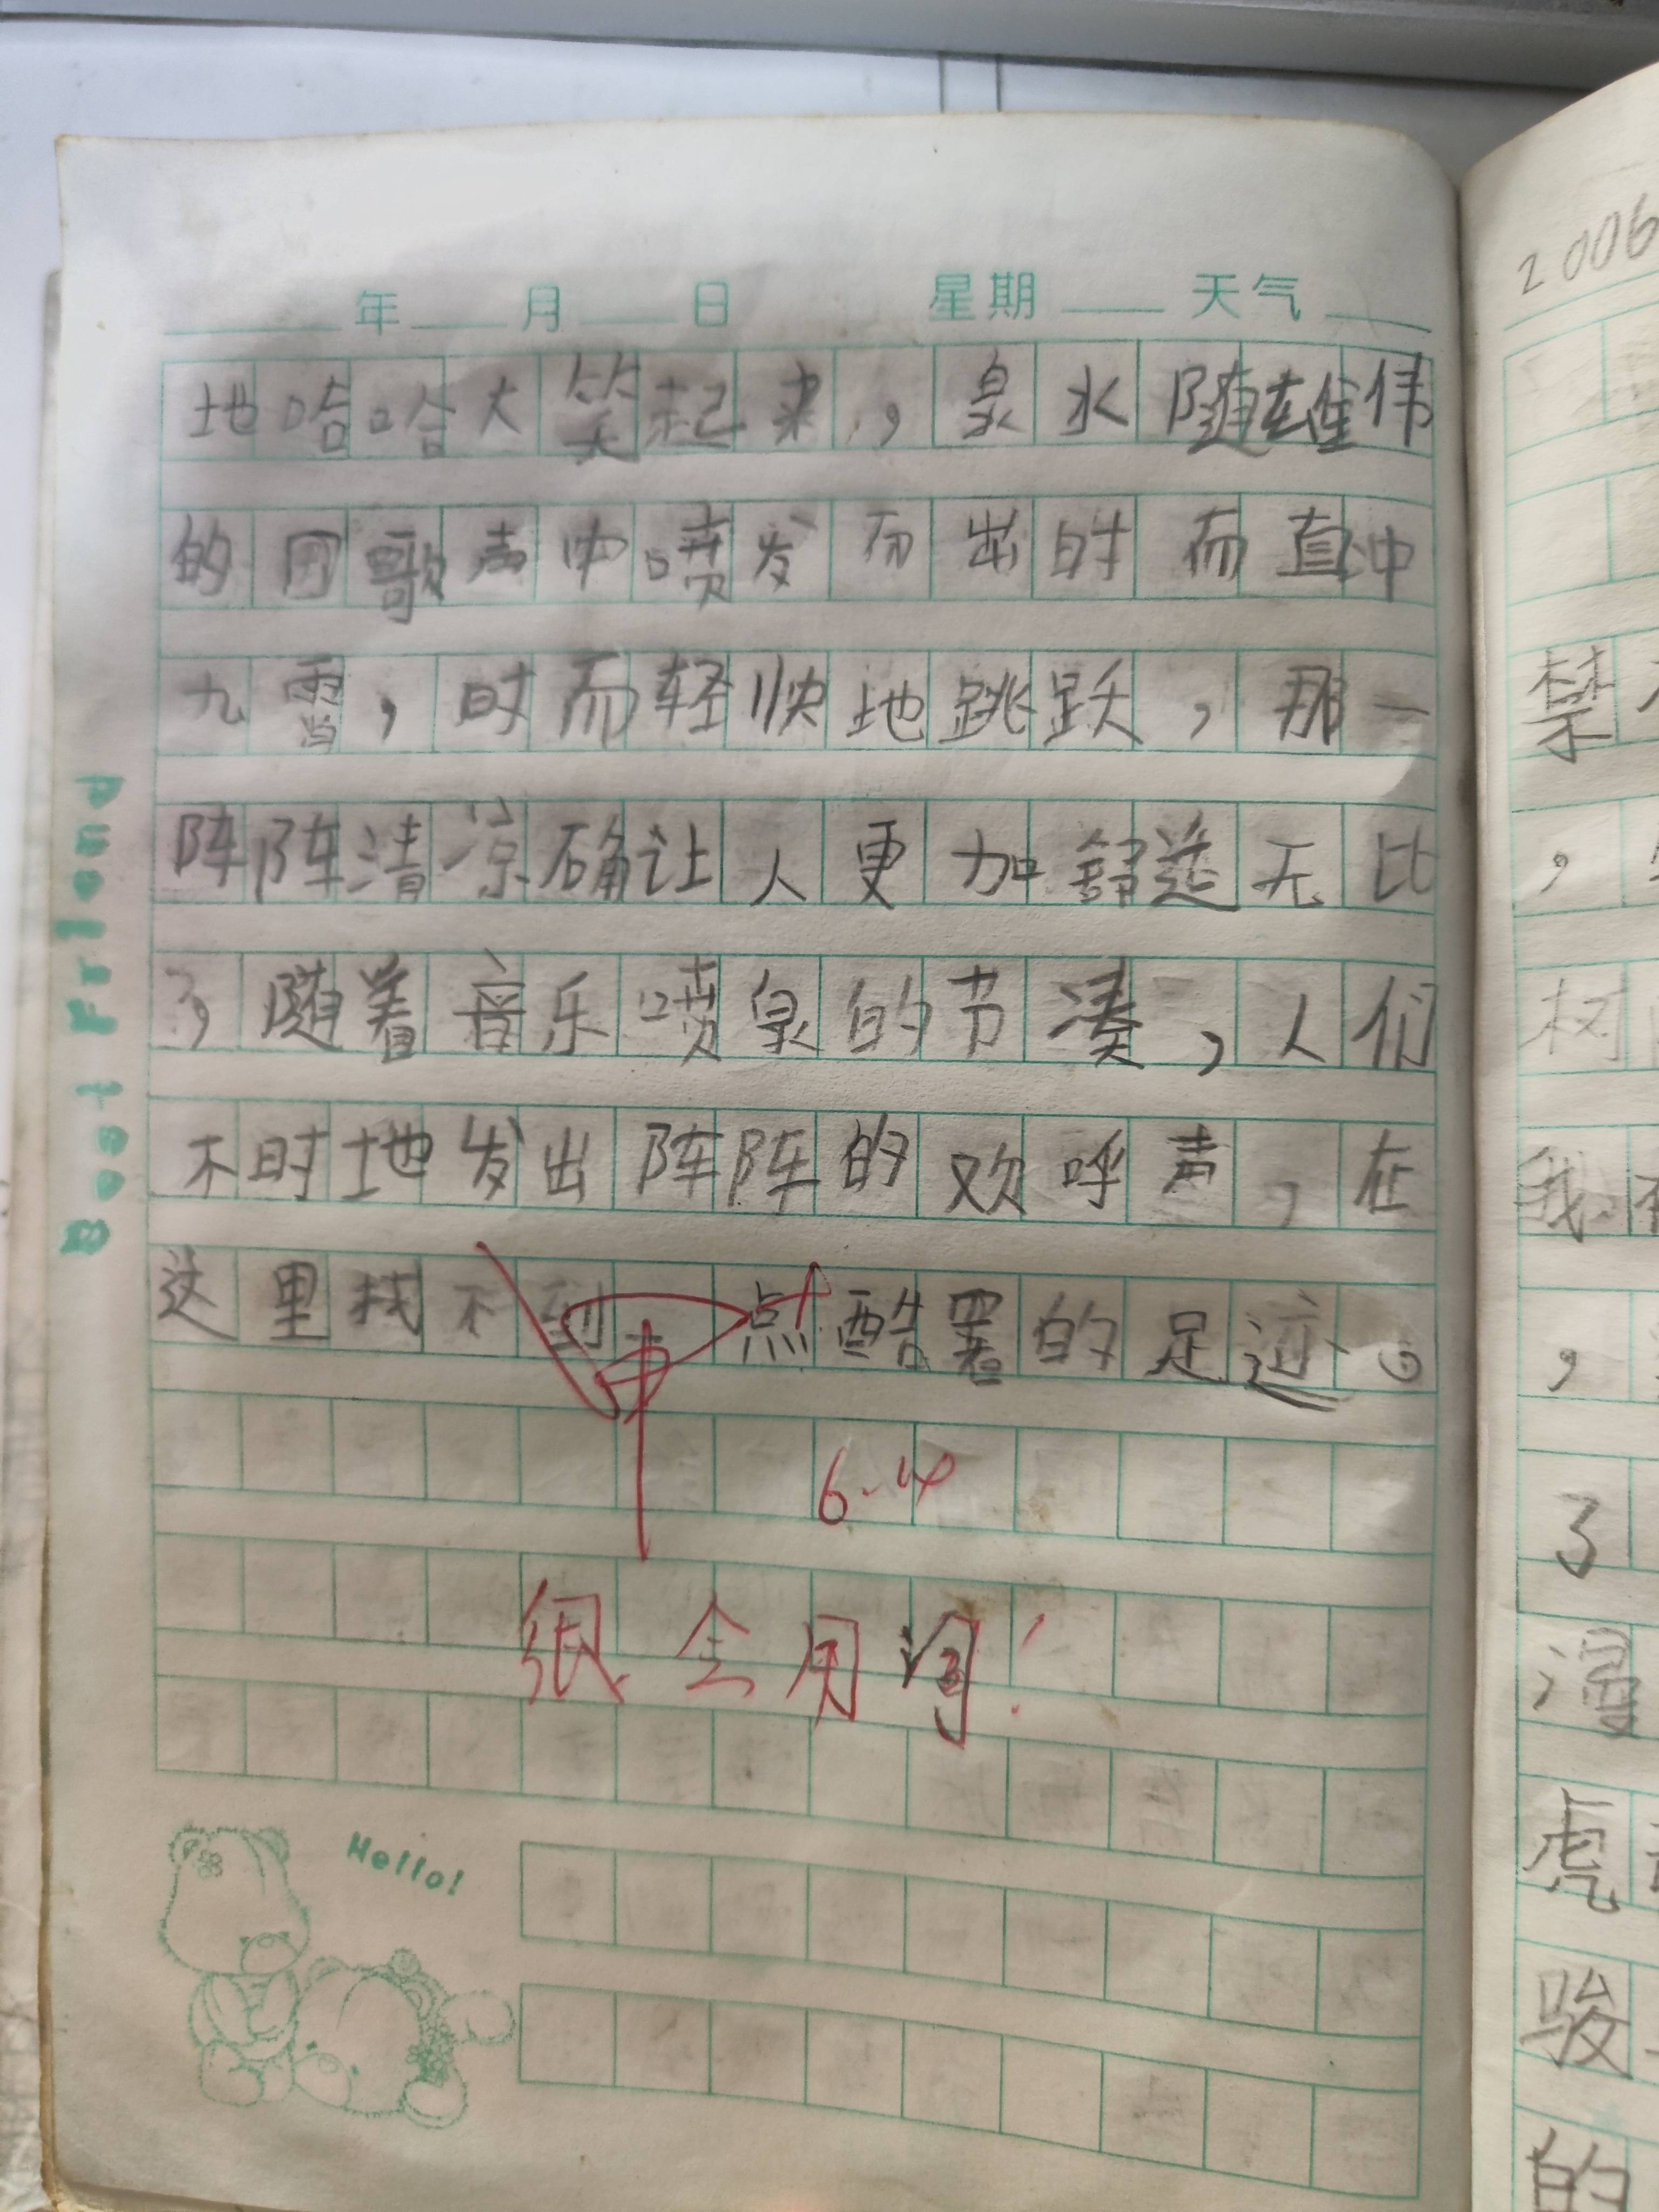 年 月 日 星期 天气
地哈哈大笑起来，泉水随雄伟
的国歌声中喷发而出时而直冲
九霄，时而轻快地跳跃，那一
阵阵清凉确让人更加舒适无比
了，随着音乐喷泉的节凑，人们
不时地发出阵阵的欢呼声，在
这里找不到一点酷暑的足迹。
6.14
很会用词！
Hello!
Best Friend
2006
禁
，
树
我
，
了
漫
虎
骏
的